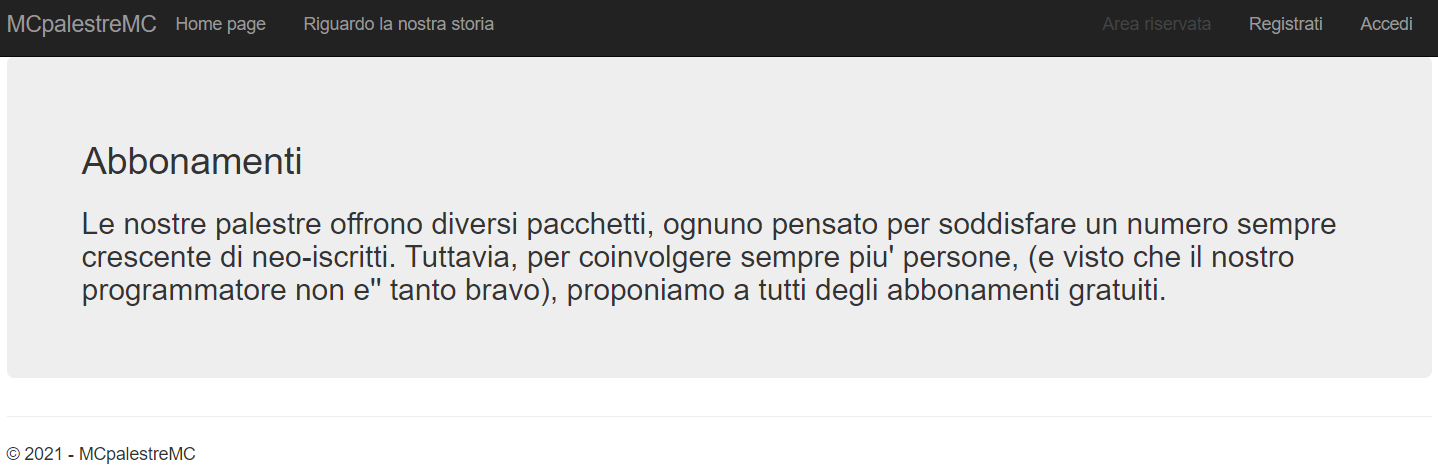 MCpalestreMC Home page Riguardo la nostra storia Area riservata Registrati Accedi
Abbonamenti
Le nostre palestre offrono diversi pacchetti, ognuno pensato per soddisfare un numero sempre
crescente di neo-iscritti. Tuttavia, per coinvolgere sempre piu' persone, (e visto che il nostro
programmatore non e'' tanto bravo), proponiamo a tutti degli abbonamenti gratuiti.
© 2021 - MCpalestreMC